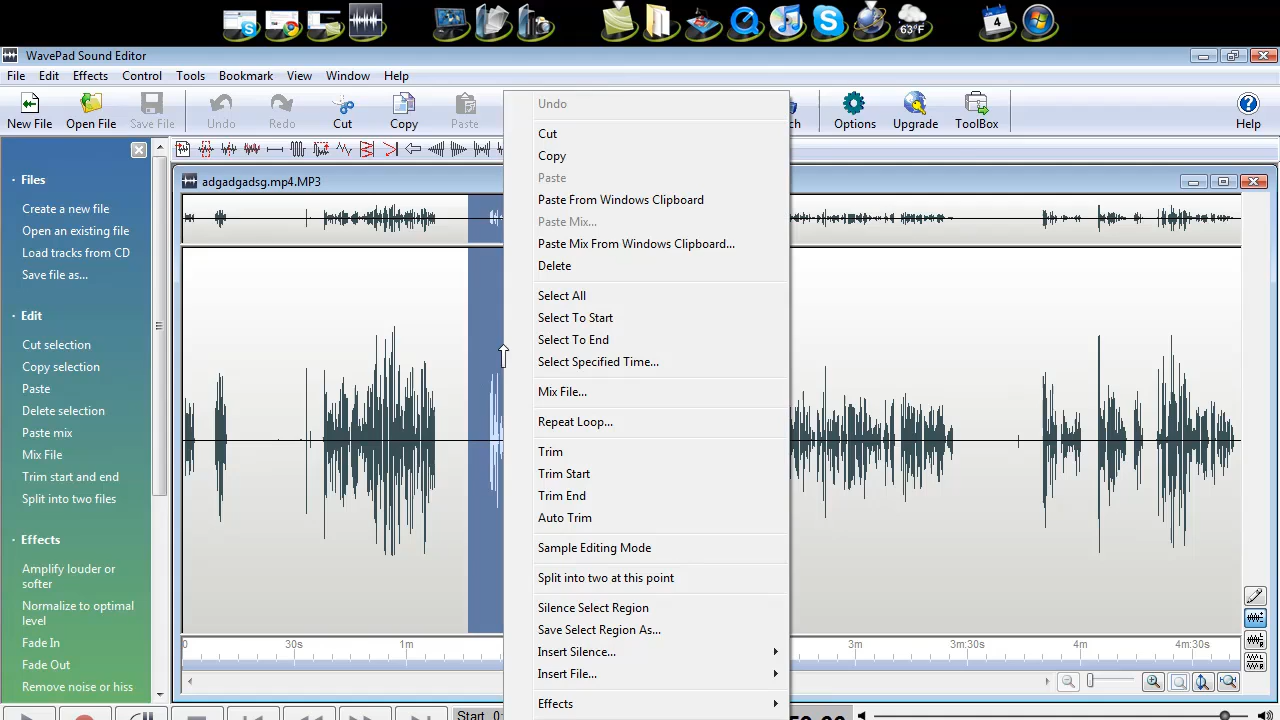 63°F
4
WavePad Sound Editor
File Edit Effects Control Tools Bookmark View Window Help
New File Open File Save File Undo Redo Cut Copy Paste Options Upgrade ToolBox Help
adgadgadsg.mp4.MP3
Files
Create a new file
Open an existing file
Load tracks from CD
Save file as...
Edit
Cut selection
Copy selection
Paste
Delete selection
Paste mix
Mix File
Trim start and end
Split into two files
Effects
Amplify louder or
softer
Normalize to optimal
level
Fade In
Fade Out
Remove noise or hiss
Undo
Cut
Copy
Paste
Paste From Windows Clipboard
Paste Mix...
Paste Mix From Windows Clipboard...
Delete
Select All
Select To Start
Select To End
Select Specified Time...
Mix File...
Repeat Loop...
Trim
Trim Start
Trim End
Auto Trim
Sample Editing Mode
Split into two at this point
Silence Select Region
Save Select Region As...
Insert Silence...
Insert File...
Effects
0 30s 1m 3m 3m:30s 4m 4m:30s
Start